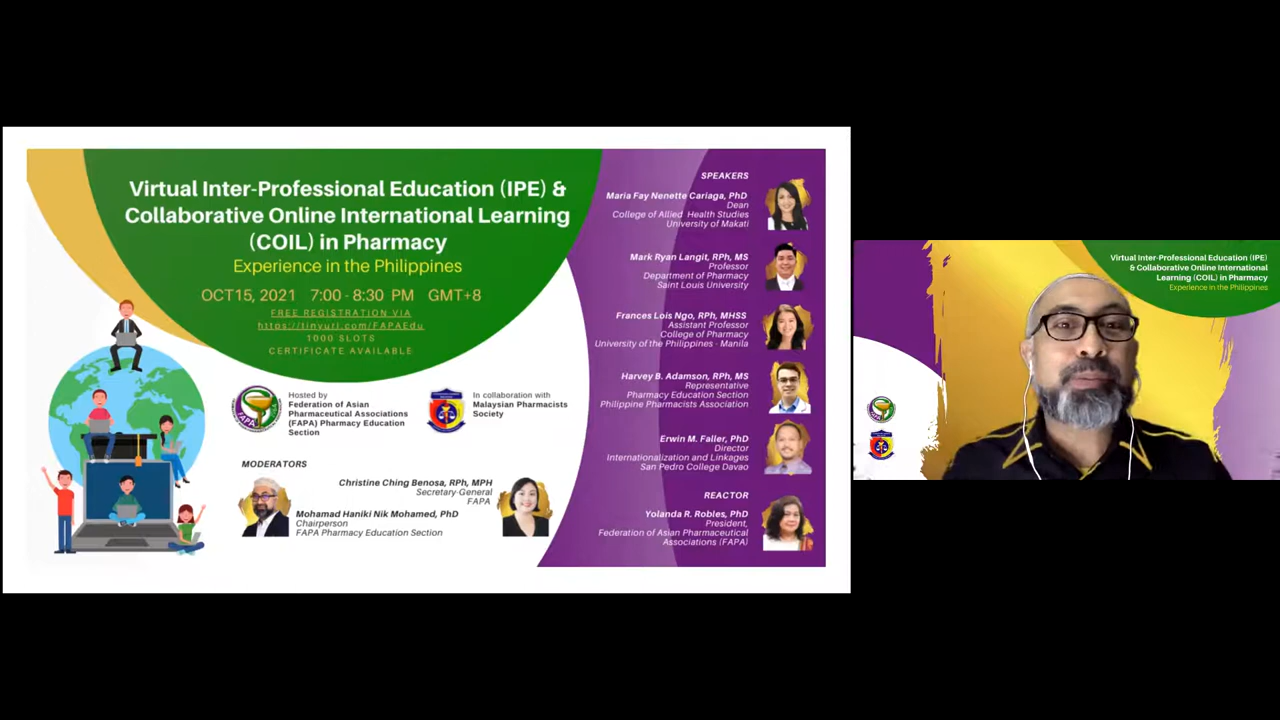 Virtual Inter-Professional Education (IPE) &
Collaborative Online International Learning
(COIL) in Pharmacy
Experience in the Philippines
OCT15, 2021 7:00 - 8:30 PM GMT+8
FREE REGISTRATION VIA
https://tinyurl.com/FAPAEdu
1000 SLOTS
CERTIFICATE AVAILABLE
Hosted by
Federation of Asian
Pharmaceutical Associations
(FAPA) Pharmacy Education
Section
In collaboration with
Malaysian Pharmacists
Society
MODERATORS
Christine Ching Benosa, RPh, MPH
Secretary-General
FAPA
Mohamad Haniki Nik Mohamed, PhD
Chairperson
FAPA Pharmacy Education Section
SPEAKERS
Maria Fay Nenette Cariaga, PhD
Dean
College of Allied Health Studies
University of Makati
Mark Ryan Langit, RPh, MS
Professor
Department of Pharmacy
Saint Louis University
Frances Lois Ngo, RPh, MHSS
Assistant Professor
College of Pharmacy
University of the Philippines - Manila
Harvey B. Adamson, RPh, MS
Representative
Pharmacy Education Section
Philippine Pharmacists Association
Erwin M. Faller, PhD
Director
Internationalization and Linkages
San Pedro College Davao
REACTOR
Yolanda R. Robles, PhD
President,
Federation of Asian Pharmaceutical
Associations (FAPA)
Virtual Inter-Professional Education (IPE)
& Collaborative Online International
Learning (COIL) in Pharmacy
Experience in the Philippines